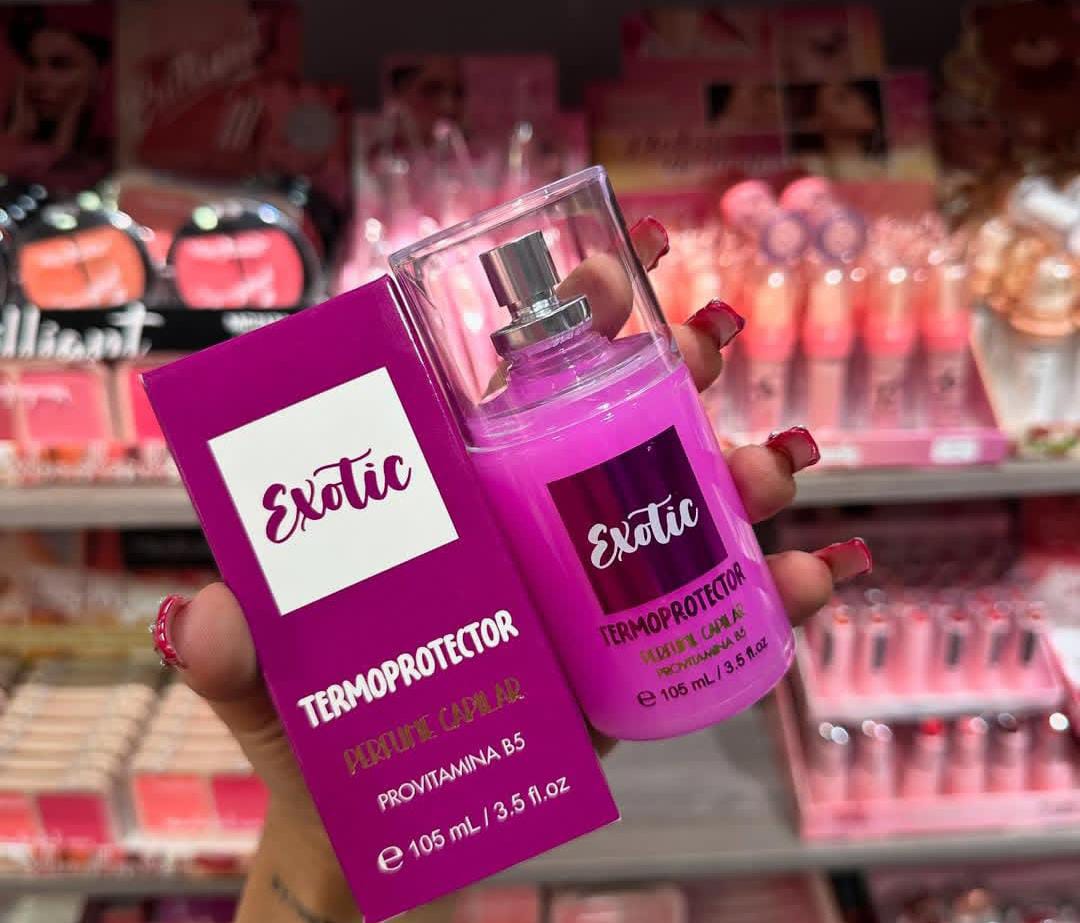 Exotic
TERMOPROTECTOR
PERFUME CAPILAR
PROVITAMINA B5
e 105 mL / 3.5 fl.oz
Exotic
TERMOPROTECTOR
PERFUME CAPILAR
PROVITAMINA B5
e 105 mL / 3.5 fl.oz